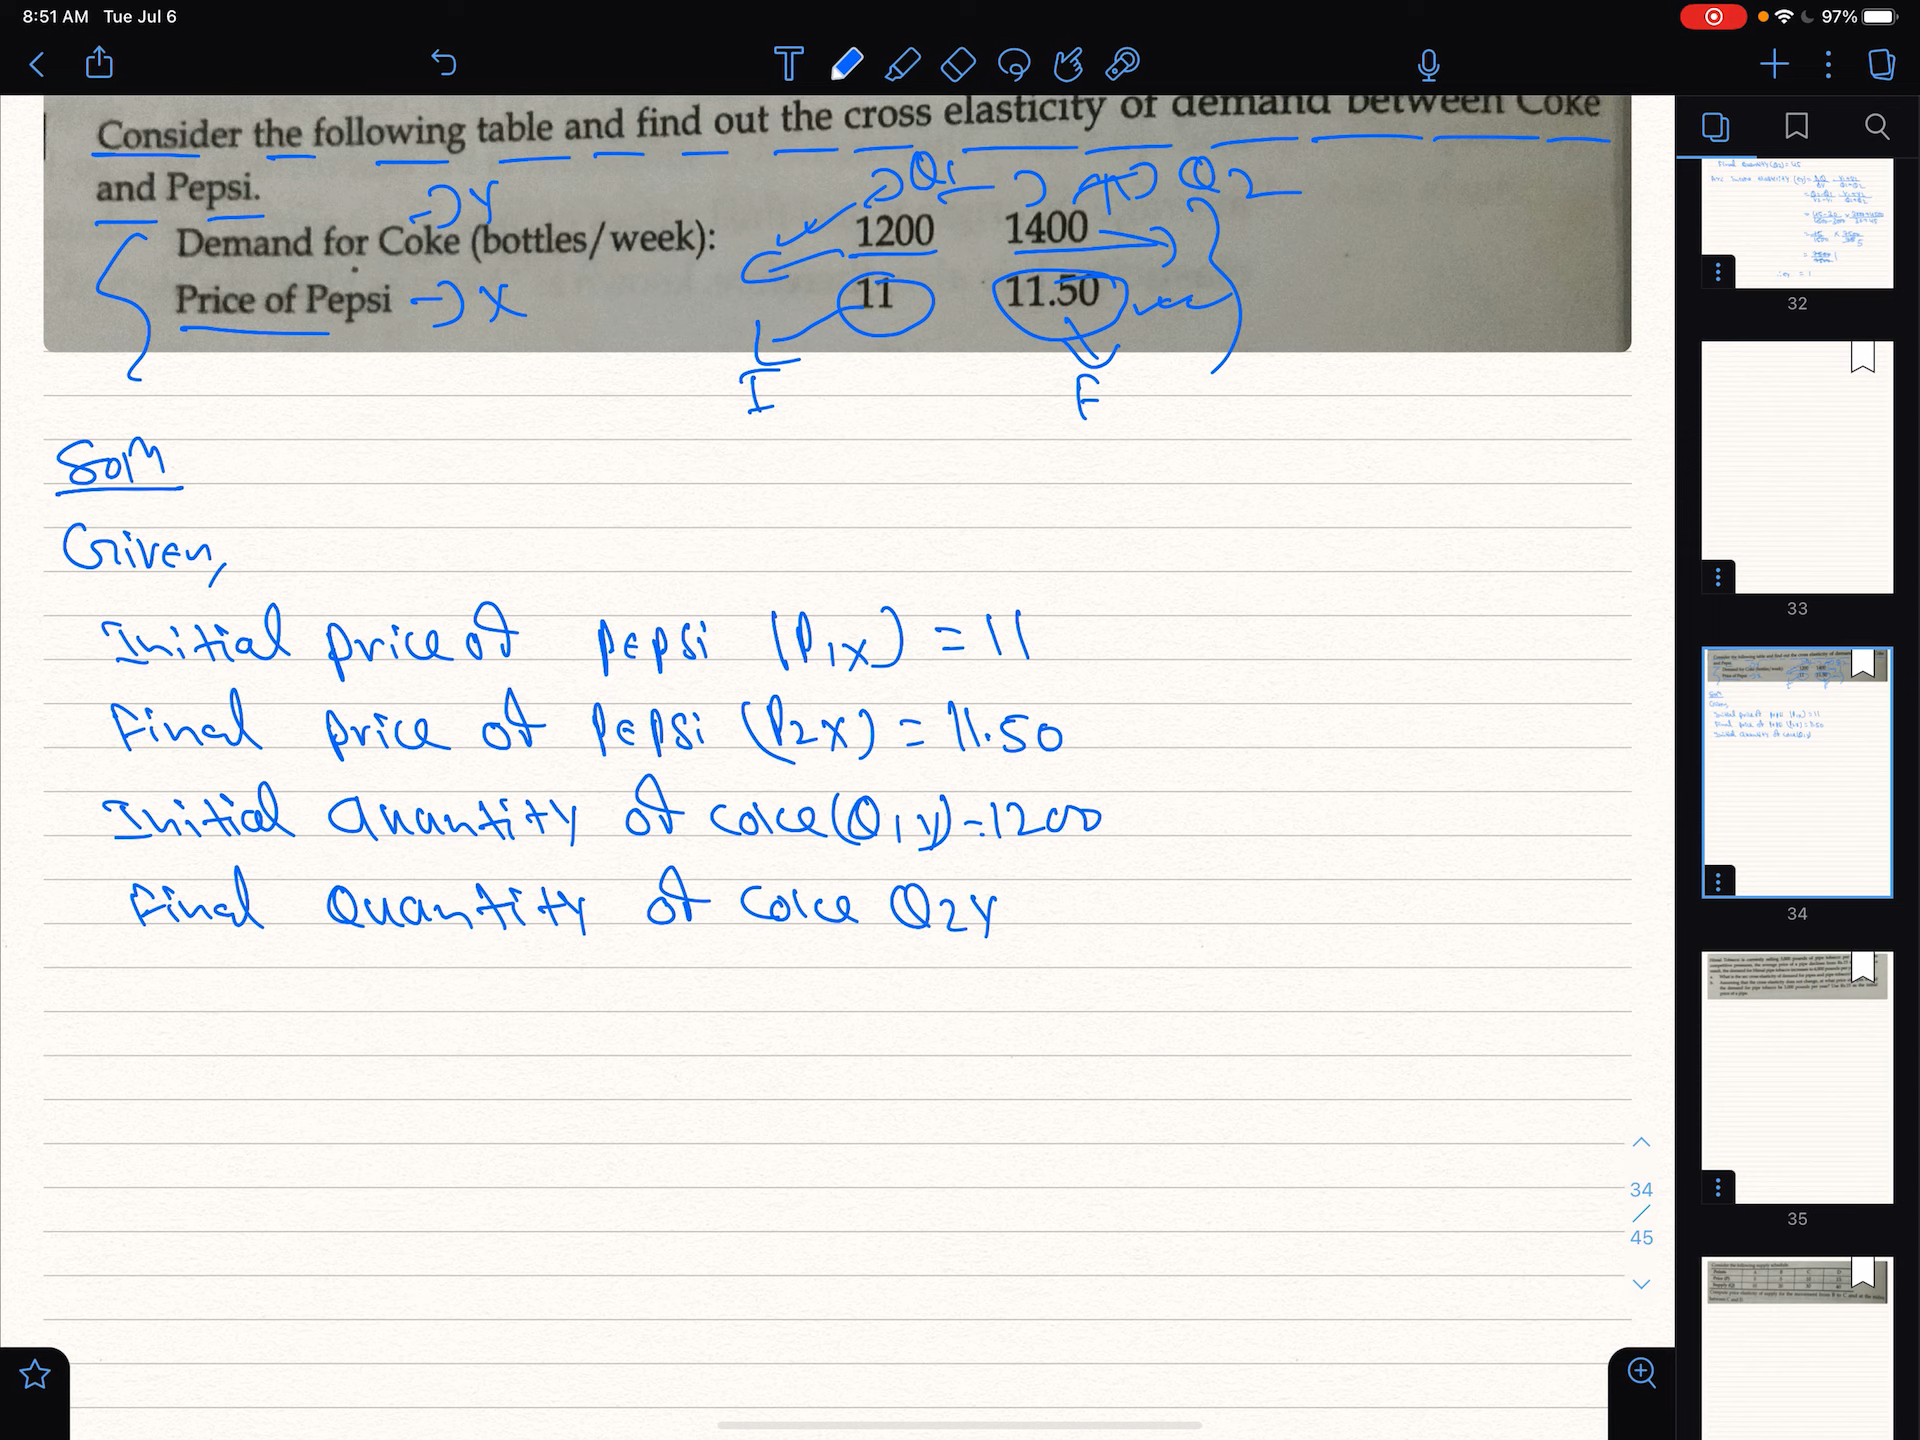 8:51 AM Tue Jul 6
97%
Consider the following table and find out the cross elasticity of demand between Coke
and Pepsi.
→ Y
Q1
Q2
Demand for Coke (bottles/week): 1200 1400
Price of Pepsi → X 11 11.50
I F
Soln
Given,
Initial price of pepsi (P1X) = 11
Final price of pepsi (P2X) = 11.50
Initial Quantity of coke (Q1Y) = 1200
Final Quantity of coke Q2Y
34
/
45
32
33
34
35